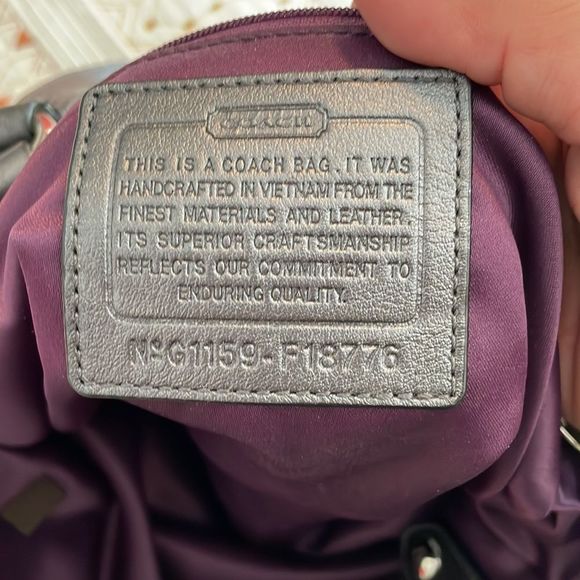 COACH
THIS IS A COACH BAG. IT WAS
HANDCRAFTED IN VIETNAM FROM THE
FINEST MATERIALS AND LEATHER.
ITS SUPERIOR CRAFTSMANSHIP
REFLECTS OUR COMMITMENT TO
ENDURING QUALITY.
Nº G1159-F18776